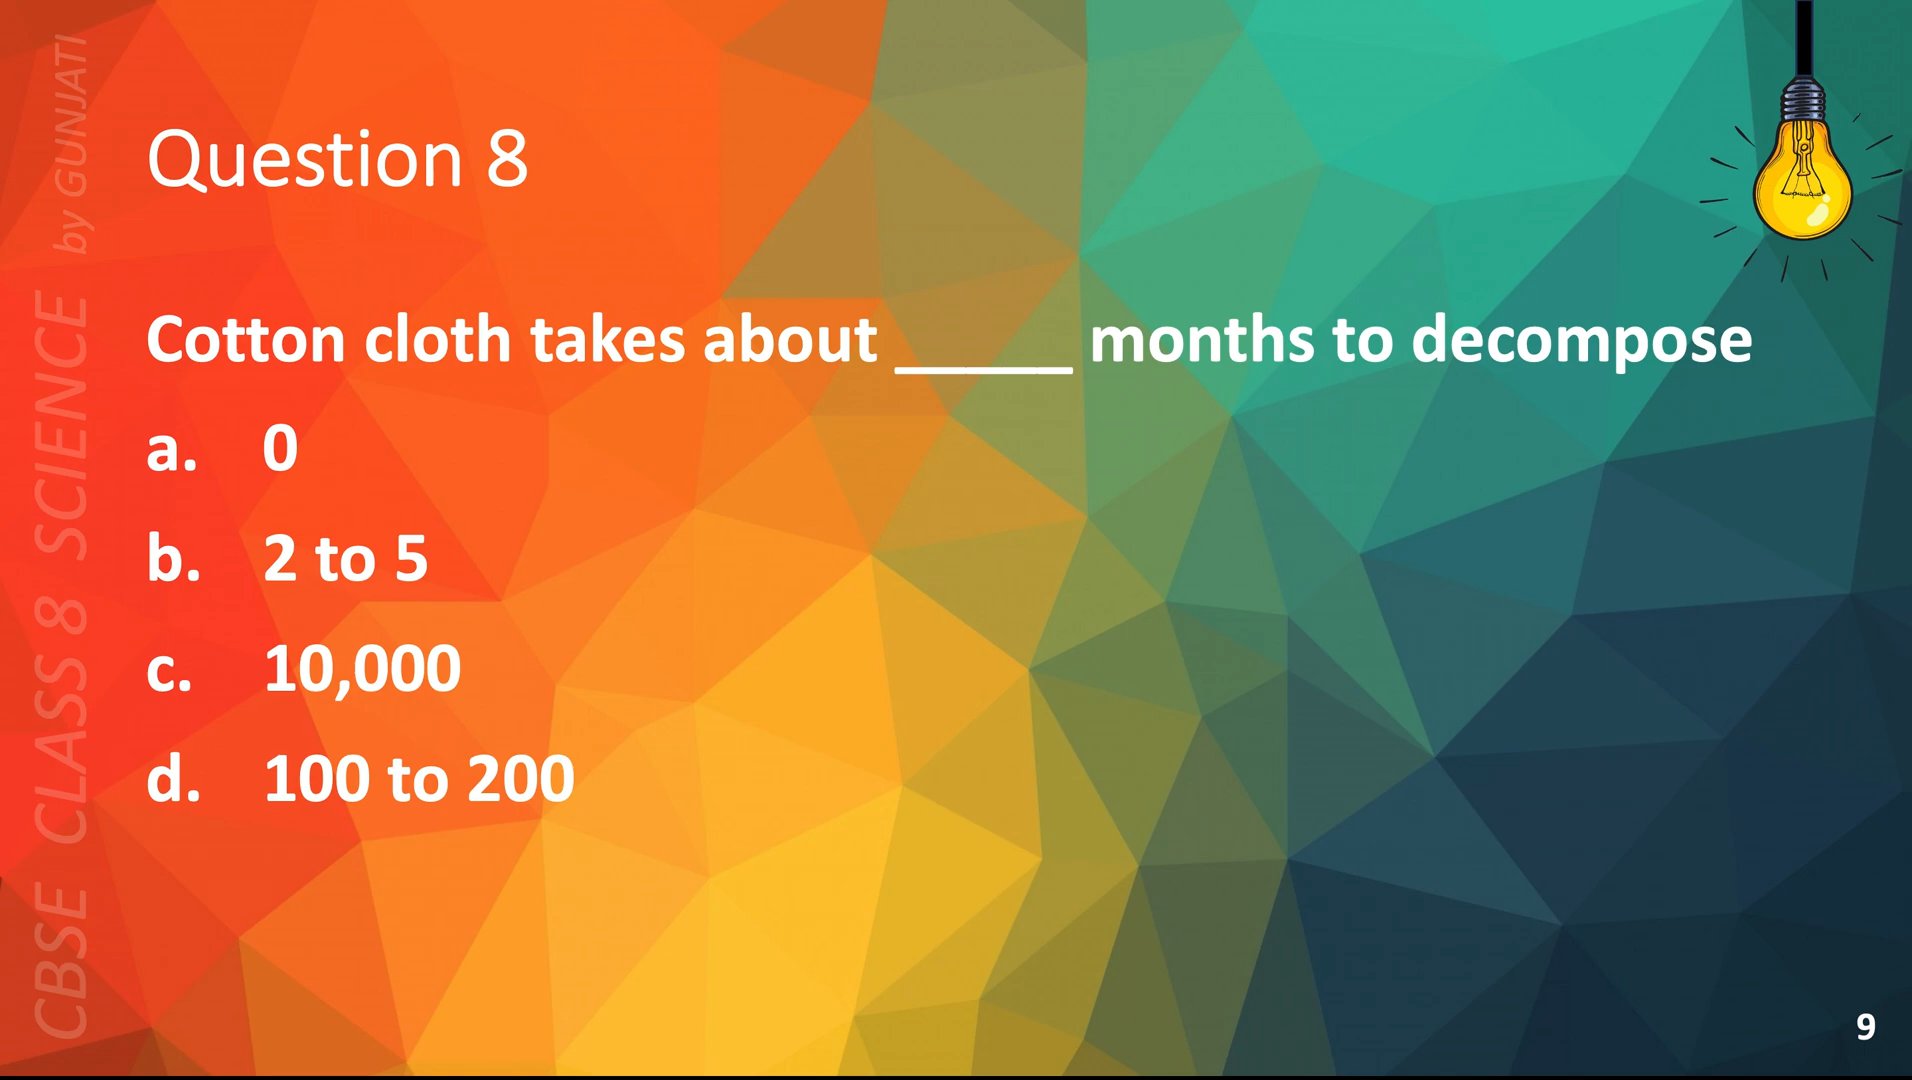 CBSE CLASS 8 SCIENCE by GUNJATI
Question 8
Cotton cloth takes about _____ months to decompose
a. 0
b. 2 to 5
c. 10,000
d. 100 to 200
9